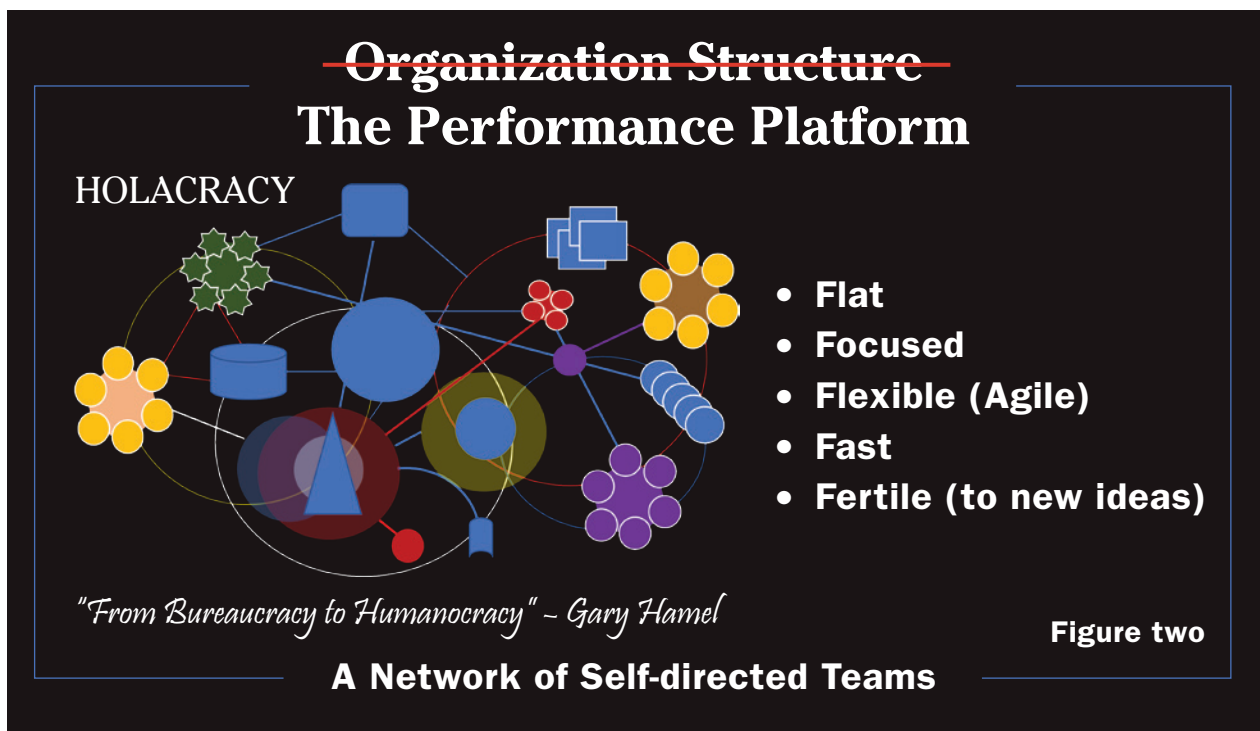 Organization Structure
The Performance Platform
HOLACRACY
• Flat
• Focused
• Flexible (Agile)
• Fast
• Fertile (to new ideas)
"From Bureaucracy to Humanocracy" – Gary Hamel
Figure two
A Network of Self-directed Teams